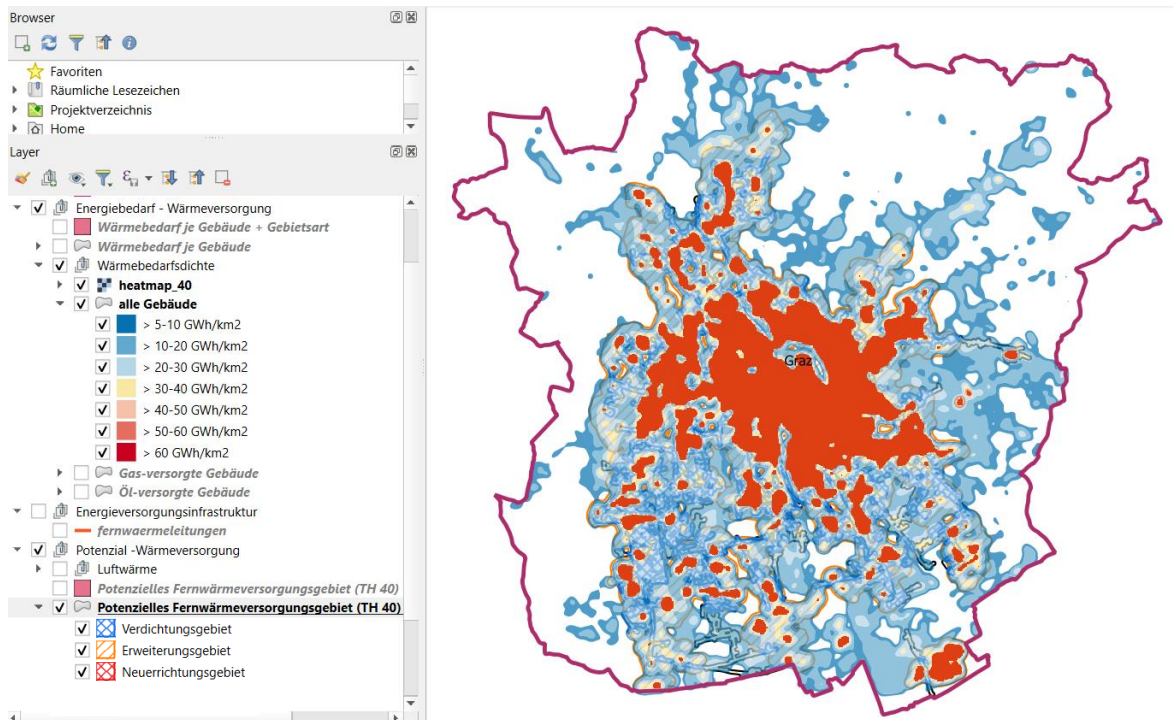 Browser
Favoriten
Räumliche Lesezeichen
Projektverzeichnis
Home
Layer
Energiebedarf - Wärmeversorgung
Wärmebedarf je Gebäude + Gebietsart
Wärmebedarf je Gebäude
Wärmebedarfsdichte
heatmap_40
alle Gebäude
> 5-10 GWh/km2
> 10-20 GWh/km2
> 20-30 GWh/km2
> 30-40 GWh/km2
> 40-50 GWh/km2
> 50-60 GWh/km2
> 60 GWh/km2
Gas-versorgte Gebäude
Öl-versorgte Gebäude
Energieversorgungsinfrastruktur
fernwaermeleitungen
Potenzial -Wärmeversorgung
Luftwärme
Potenzielles Fernwärmeversorgungsgebiet (TH 40)
Potenzielles Fernwärmeversorgungsgebiet (TH 40)
Verdichtungsgebiet
Erweiterungsgebiet
Neuerrichtungsgebiet
Graz